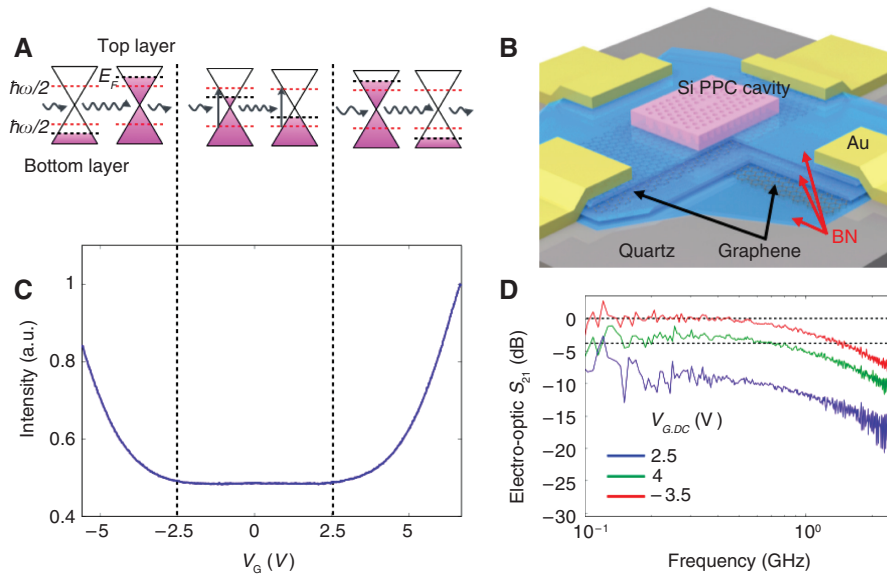 A
Top layer
E_F
ħω/2
ħω/2
Bottom layer
B
Si PPC cavity
Au
BN
Quartz
Graphene
C
Intensity (a.u.)
1
0.8
0.6
0.4
−5
−2.5
0
2.5
5
V_G (V)
D
Electro-optic S_21 (dB)
0
−5
−10
−15
−20
−25
−30
V_G.DC (V)
2.5
4
−3.5
10^−1
10^0
Frequency (GHz)